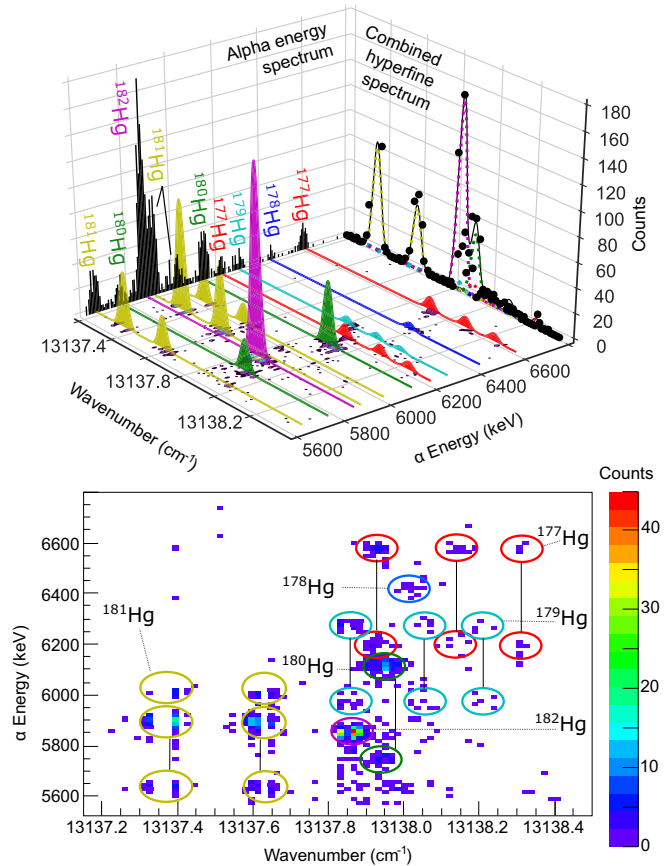 Alpha energy
spectrum
Combined
hyperfine
spectrum
¹⁸¹Hg
¹⁸⁰Hg
¹⁸²Hg
¹⁸¹Hg
¹⁸⁰Hg
¹⁷⁷Hg
¹⁷⁹Hg
¹⁷⁸Hg
¹⁷⁷Hg
180
160
140
120
100
80
60
40
20
0
Counts
13137.4
13137.8
13138.2
Wavenumber (cm⁻¹)
5600
5800
6000
6200
6400
6600
α Energy (keV)
Counts
6600
6400
6200
6000
5800
5600
α Energy (keV)
¹⁷⁷Hg
¹⁷⁸Hg
¹⁸¹Hg
¹⁷⁹Hg
¹⁸⁰Hg
¹⁸²Hg
40
30
20
10
0
13137.2 13137.4 13137.6 13137.8 13138.0 13138.2 13138.4
Wavenumber (cm⁻¹)